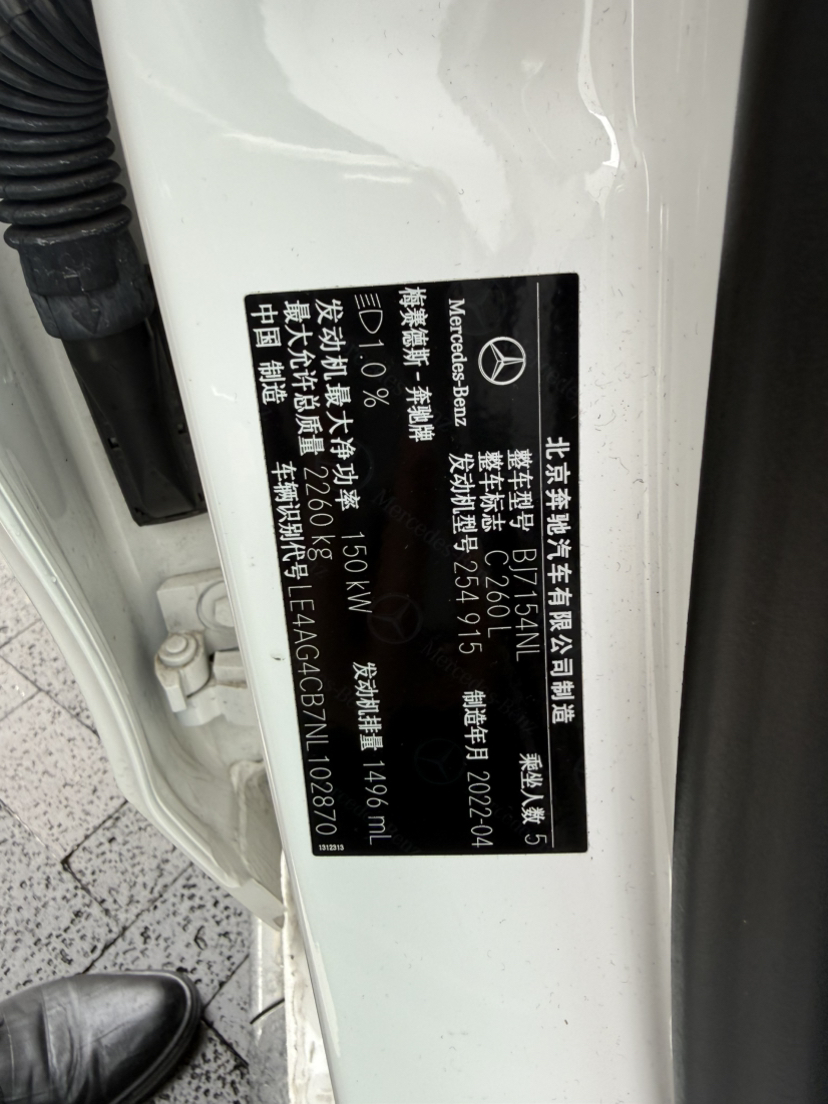 北京奔驰汽车有限公司制造
整车型号 BJ7154NL 乘坐人数 5
整车标志 C 260 L
Mercedes-Benz 发动机型号 254 915 制造年月 2022-04
梅赛德斯-奔驰牌
1.0 %
发动机最大净功率 150 kW 发动机排量 1496 mL
最大允许总质量 2260 kg
中国 制造 车辆识别代号 LE4AG4CB7NL102870
1312313